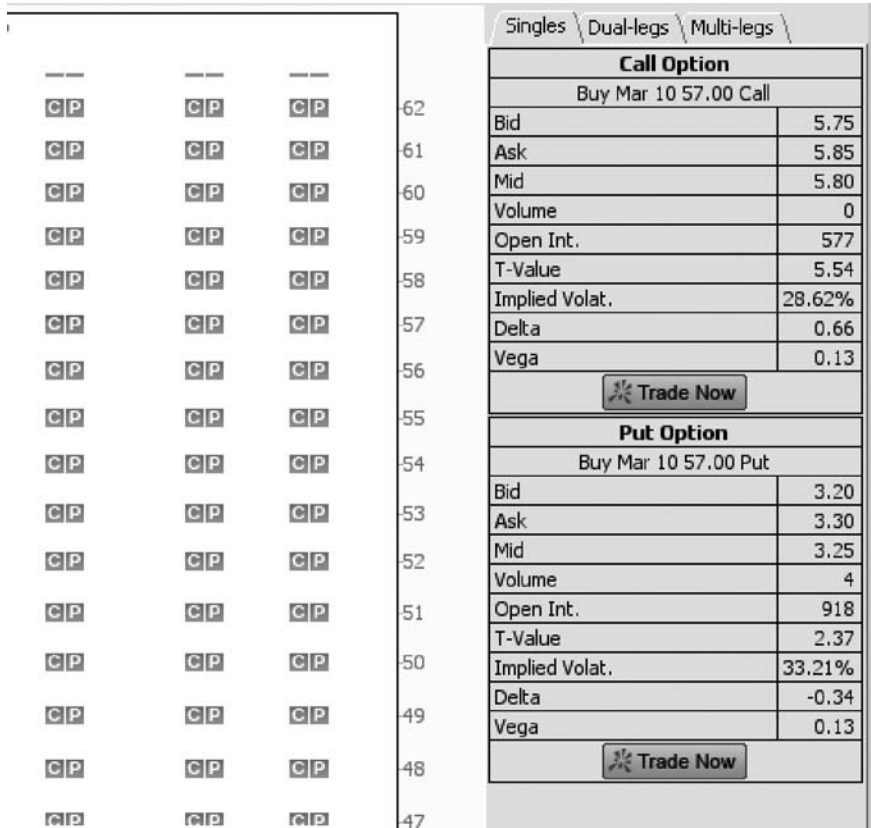 Singles Dual-legs Multi-legs
C P C P C P 62
C P C P C P 61
C P C P C P 60
C P C P C P 59
C P C P C P 58
C P C P C P 57
C P C P C P 56
C P C P C P 55
C P C P C P 54
C P C P C P 53
C P C P C P 52
C P C P C P 51
C P C P C P 50
C P C P C P 49
C P C P C P 48
C P C P C P 47
Call Option
Buy Mar 10 57.00 Call
Bid 5.75
Ask 5.85
Mid 5.80
Volume 0
Open Int. 577
T-Value 5.54
Implied Volat. 28.62%
Delta 0.66
Vega 0.13
Trade Now
Put Option
Buy Mar 10 57.00 Put
Bid 3.20
Ask 3.30
Mid 3.25
Volume 4
Open Int. 918
T-Value 2.37
Implied Volat. 33.21%
Delta -0.34
Vega 0.13
Trade Now